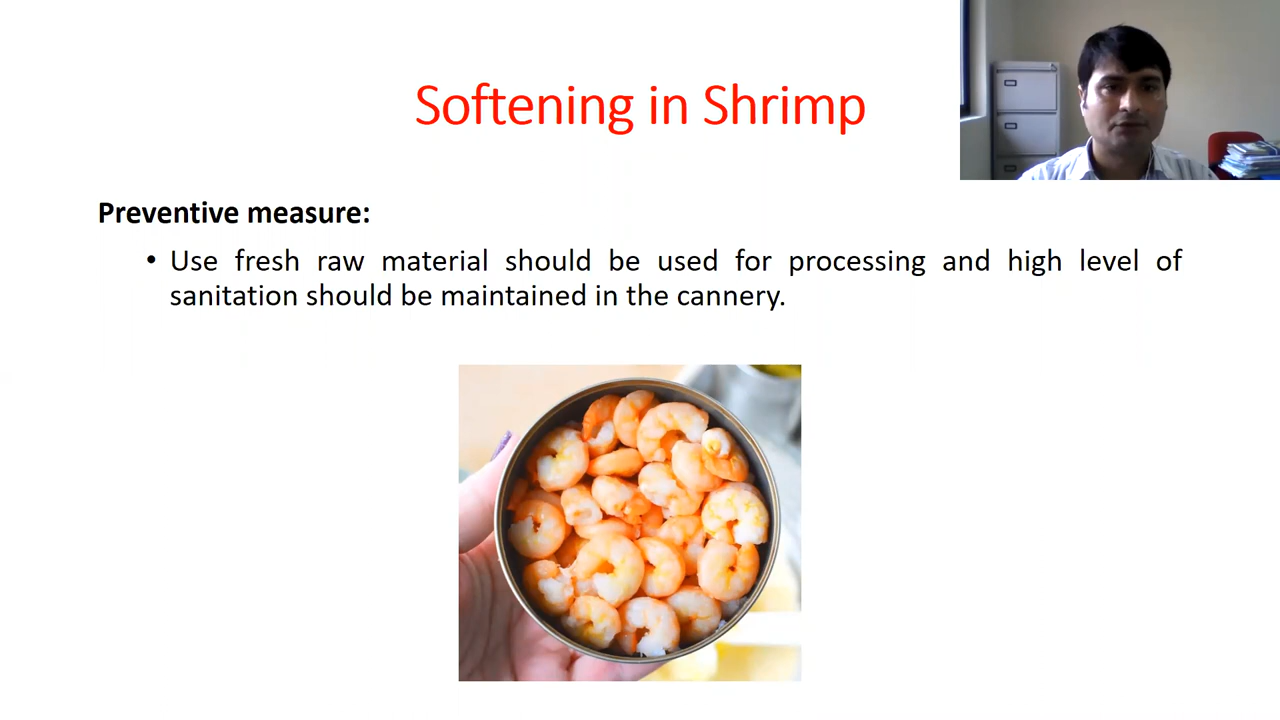 Softening in Shrimp
Preventive measure:
• Use fresh raw material should be used for processing and high level of
sanitation should be maintained in the cannery.